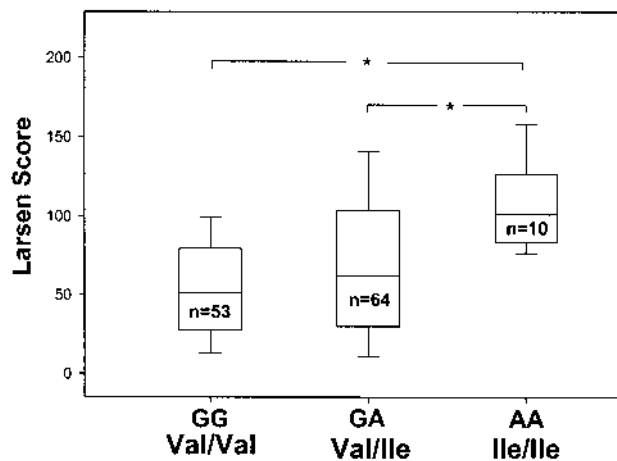 200
*
150
*
Larsen Score
100
n=10
50
n=53
n=64
0
GG
GA
AA
Val/Val
Val/Ile
Ile/Ile